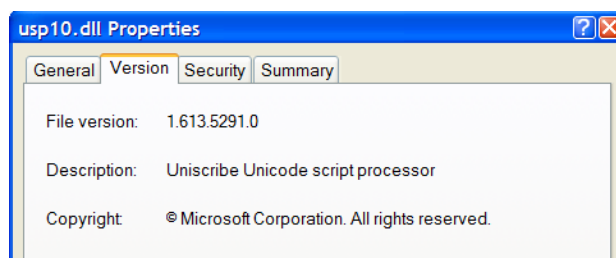 usp10.dll Properties
General Version Security Summary
File version: 1.613.5291.0
Description: Uniscribe Unicode script processor
Copyright: © Microsoft Corporation. All rights reserved.